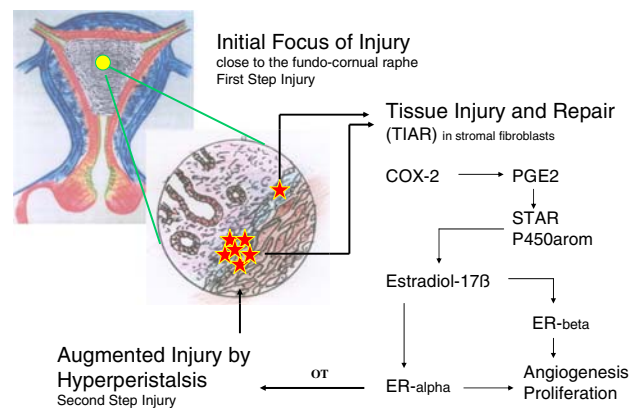 Initial Focus of Injury
close to the fundo-cornual raphe
First Step Injury
Tissue Injury and Repair
(TIAR) in stromal fibroblasts
COX-2
PGE2
STAR
P450arom
Estradiol-17ß
ER-beta
Augmented Injury by
Hyperperistalsis
Second Step Injury
OT
ER-alpha
Angiogenesis
Proliferation